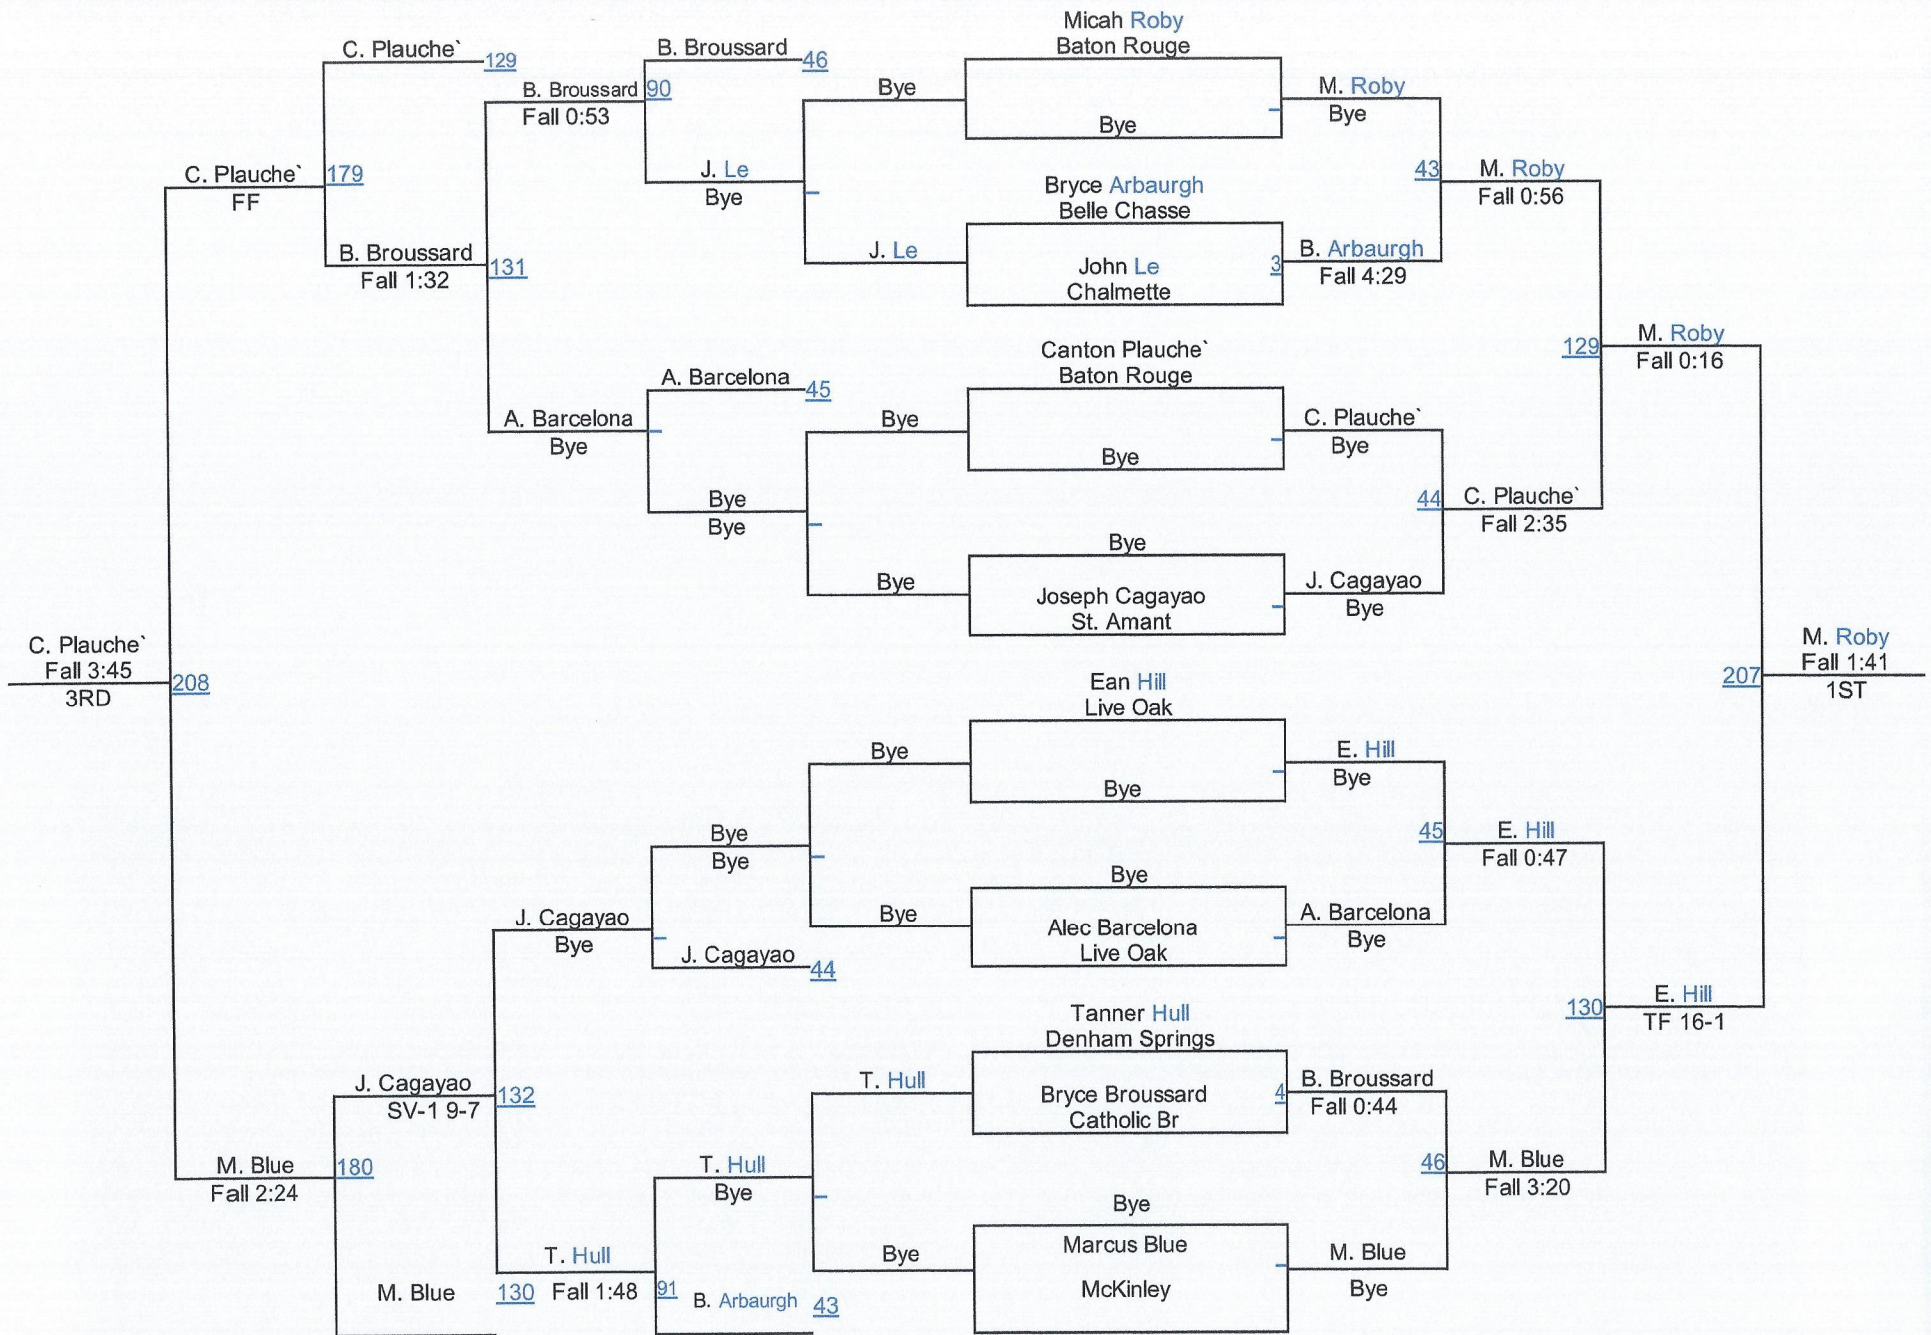 Micah Roby
C. Plauche`
129
B. Broussard
46
Baton Rouge
B. Broussard
90
Fall 0:53
Bye
M. Roby
Bye
Bye
C. Plauche`
179
FF
J. Le
Bye
43
M. Roby
Fall 0:56
Bryce Arbaurgh
Belle Chasse
B. Broussard
131
Fall 1:32
J. Le
John Le
Chalmette
3
B. Arbaurgh
Fall 4:29
129
M. Roby
Fall 0:16
Canton Plauche`
Baton Rouge
A. Barcelona
45
A. Barcelona
Bye
Bye
Bye
C. Plauche`
Bye
Bye
Bye
44
C. Plauche`
Fall 2:35
Bye
Bye
Joseph Cagayao
St. Amant
J. Cagayao
Bye
C. Plauche`
Fall 3:45
3RD
208
207
M. Roby
Fall 1:41
1ST
Ean Hill
Live Oak
Bye
Bye
E. Hill
Bye
Bye
Bye
45
E. Hill
Fall 0:47
Bye
J. Cagayao
Bye
Bye
Alec Barcelona
Live Oak
A. Barcelona
Bye
J. Cagayao
44
130
E. Hill
TF 16-1
Tanner Hull
Denham Springs
J. Cagayao
132
SV-1 9-7
T. Hull
Bryce Broussard
Catholic Br
4
B. Broussard
Fall 0:44
M. Blue
180
Fall 2:24
T. Hull
Bye
46
M. Blue
Fall 3:20
Bye
T. Hull
Fall 1:48
91
Bye
Marcus Blue
McKinley
M. Blue
Bye
M. Blue
130
B. Arbaurgh
43